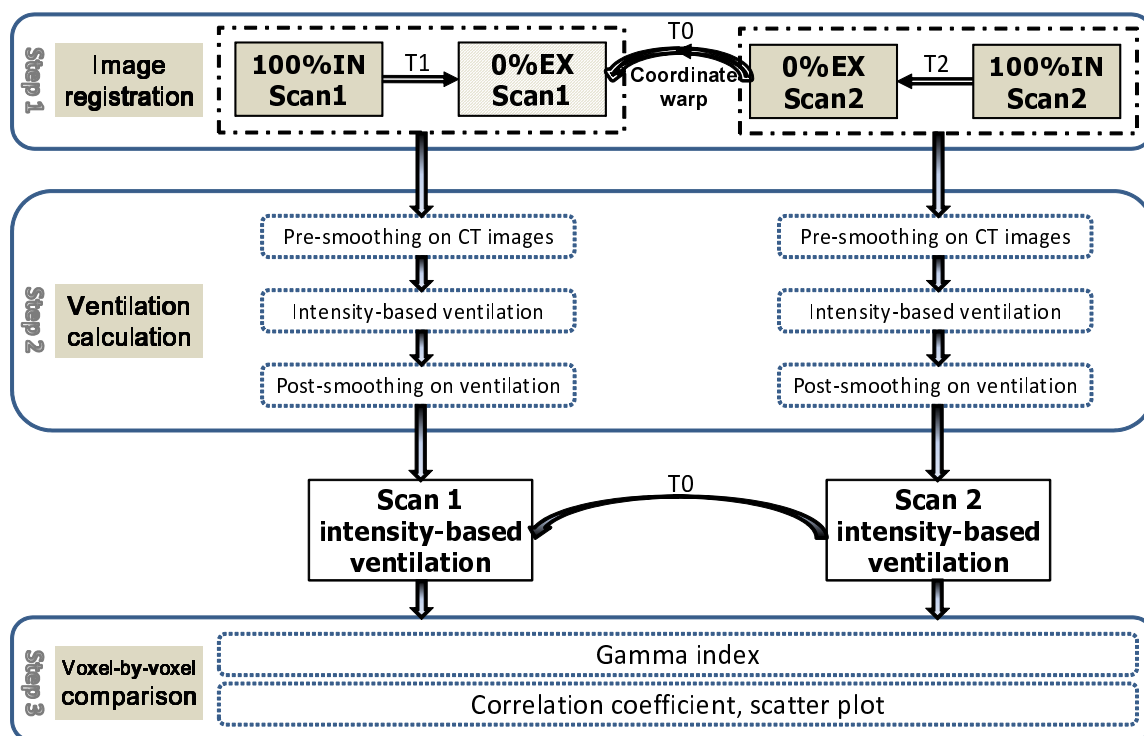 Step 1
Image
registration
100%IN
Scan1
T1
0%EX
Scan1
T0
Coordinate
warp
0%EX
Scan2
T2
100%IN
Scan2
Step 2
Ventilation
calculation
Pre-smoothing on CT images
Intensity-based ventilation
Post-smoothing on ventilation
Pre-smoothing on CT images
Intensity-based ventilation
Post-smoothing on ventilation
Scan 1
intensity-based
ventilation
T0
Scan 2
intensity-based
ventilation
Step 3
Voxel-by-voxel
comparison
Gamma index
Correlation coefficient, scatter plot